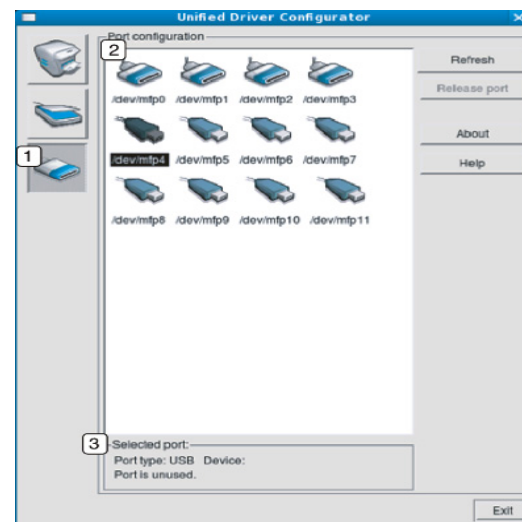 Unified Driver Configurator
Port configuration
2
/dev/mfp0 /dev/mfp1 /dev/mfp2 /dev/mfp3
/dev/mfp4 /dev/mfp5 /dev/mfp6 /dev/mfp7
/dev/mfp8 /dev/mfp9 /dev/mfp10 /dev/mfp11
Refresh
Release port
About
Help
1
3
Selected port:
Port type: USB Device:
Port is unused.
Exit